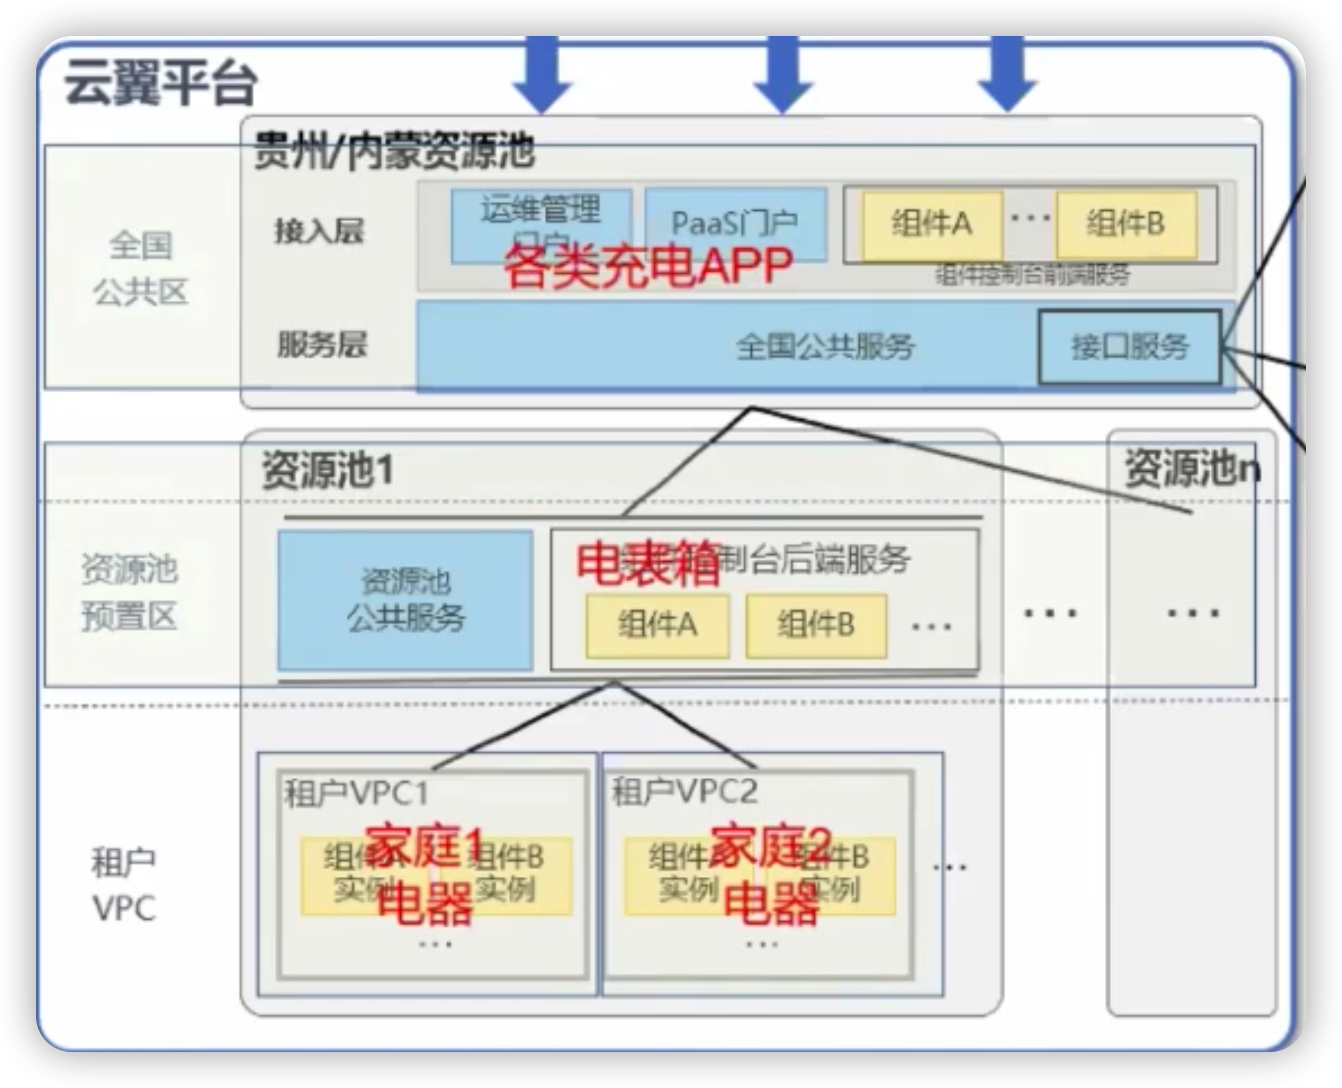 云翼平台
贵州/内蒙资源池
全国
公共区
接入层
运维管理
门户
PaaS门户
组件A
...
组件B
组件控制台前端服务
各类充电APP
服务层
全国公共服务
接口服务
资源池1
资源池n
资源池
预置区
资源池
公共服务
制台后端服务
电表箱
组件A
组件B
...
...
...
租户
VPC
租户VPC1
组件A
实例
组件B
实例
家庭1
电器
...
租户VPC2
组件
实例
组件B
实例
家庭2
电器
...
...